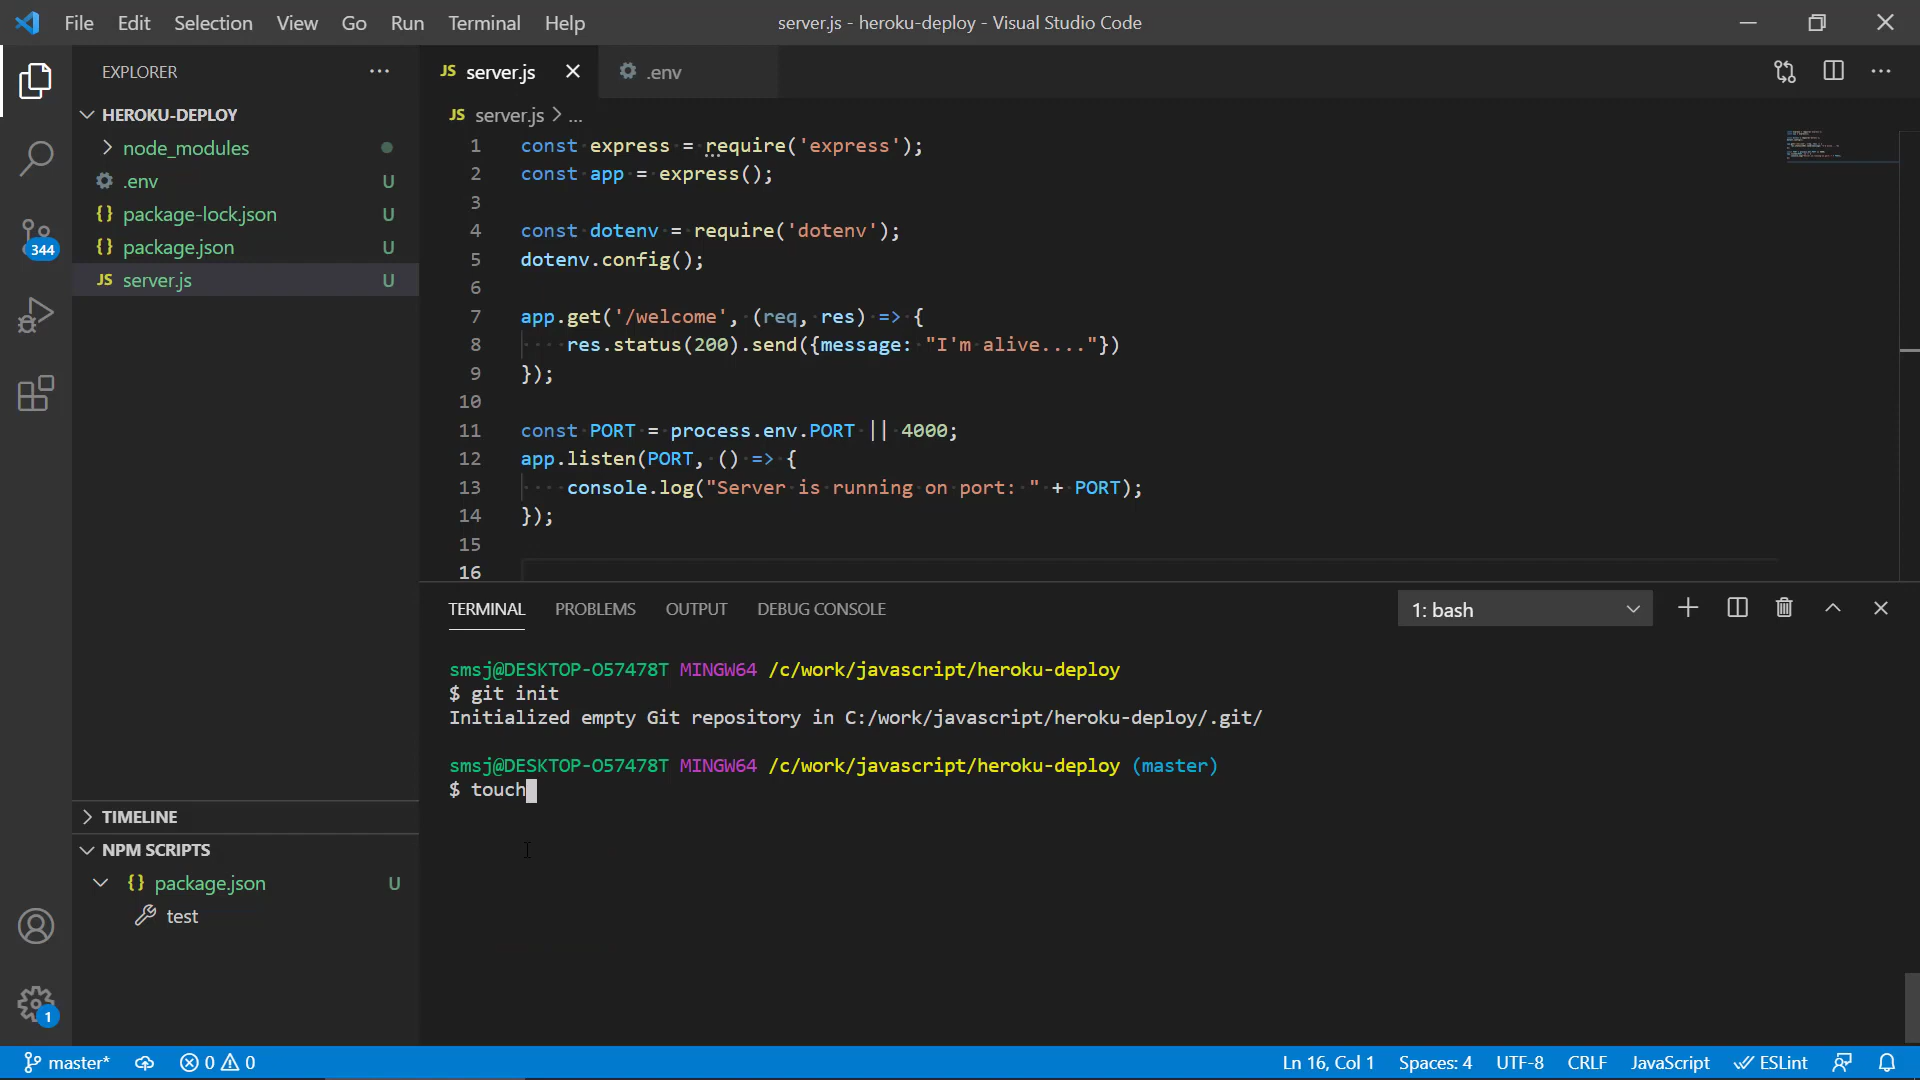 File Edit Selection View Go Run Terminal Help
server.js - heroku-deploy - Visual Studio Code
EXPLORER
HEROKU-DEPLOY
node_modules
.env U
{} package-lock.json U
{} package.json U
JS server.js U
344
TIMELINE
NPM SCRIPTS
{} package.json U
test
1
JS server.js
.env
JS server.js > ...
1 const express = require('express');
2 const app = express();
3
4 const dotenv = require('dotenv');
5 dotenv.config();
6
7 app.get('/welcome', (req, res) => {
8 res.status(200).send({message: "I'm alive...."})
9 });
10
11 const PORT = process.env.PORT || 4000;
12 app.listen(PORT, () => {
13 console.log("Server is running on port: " + PORT);
14 });
15
16
TERMINAL PROBLEMS OUTPUT DEBUG CONSOLE
1: bash
smsj@DESKTOP-O57478T MINGW64 /c/work/javascript/heroku-deploy
$ git init
Initialized empty Git repository in C:/work/javascript/heroku-deploy/.git/
smsj@DESKTOP-O57478T MINGW64 /c/work/javascript/heroku-deploy (master)
$ touch
master* 0 0
Ln 16, Col 1 Spaces: 4 UTF-8 CRLF JavaScript ESLint